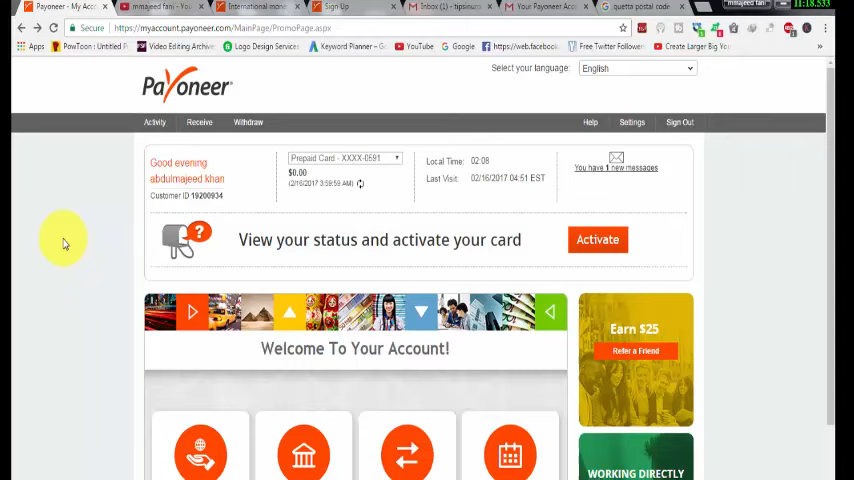 Payoneer - My Acco
mmajeed fani - You
International mone
Sign Up
Inbox (1) - tipsinurd
Your Payoneer Acco
quetta postal code -
mmajeed fani
11:18.533
Secure
https://myaccount.payoneer.com/MainPage/PromoPage.aspx
Apps
PowToon : Untitled P
Video Editing Archiv
Logo Design Services
Keyword Planner – G
YouTube
Google
https://web.facebook
Free Twitter Follower
Create Larger Big Yo
»
Payoneer
Select your language:
English
Activity
Receive
Withdraw
Help
Settings
Sign Out
Good evening
abdulmajeed khan
Customer ID 19200934
Prepaid Card - XXXX-0591
$0.00
(2/16/2017 3:59:59 AM)
Local Time: 02:08
Last Visit: 02/16/2017 04:51 EST
You have 1 new messages
?
View your status and activate your card
Activate
Welcome To Your Account!
Earn $25
Refer a Friend
WORKING DIRECTLY